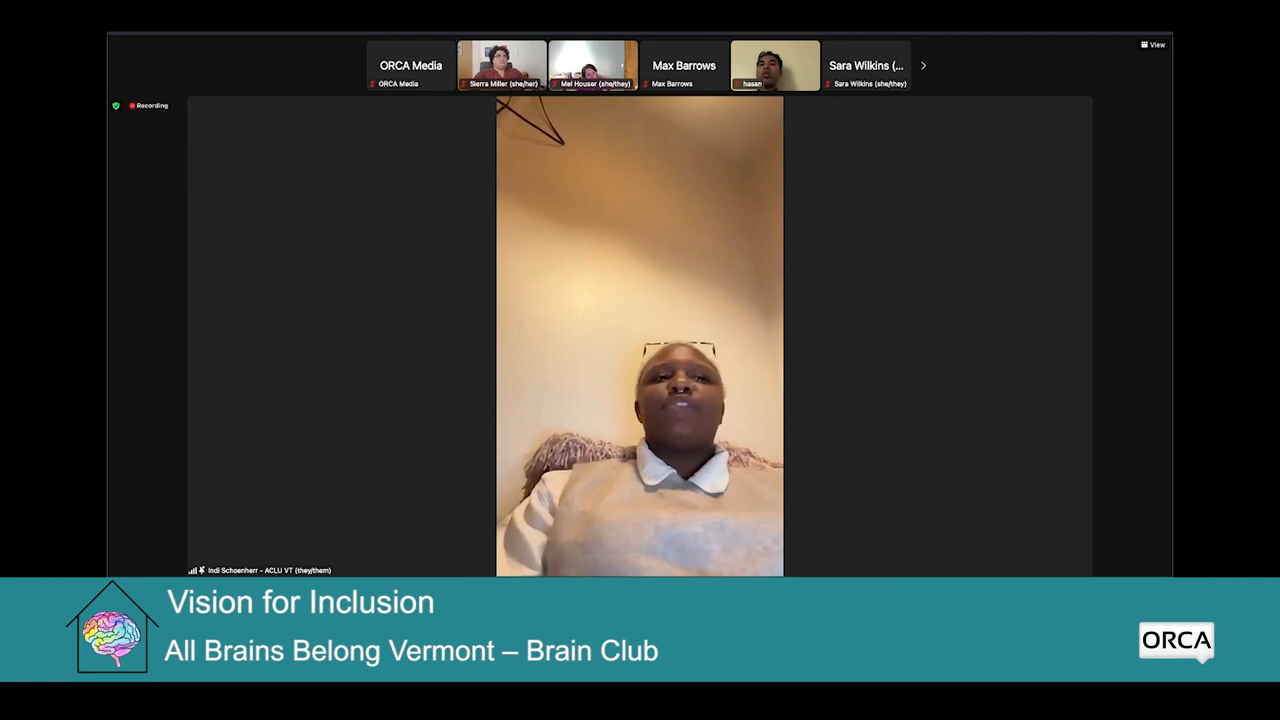 View
ORCA Media
Max Barrows
Sara Wilkins (...
ORCA Media
Sierra Miller (she/her)
Mel Houser (she/they)
Max Barrows
hasan
Sara Wilkins (she/they)
Recording
Indi Schoenherr - ACLU VT (they/them)
Vision for Inclusion
All Brains Belong Vermont – Brain Club
ORCA